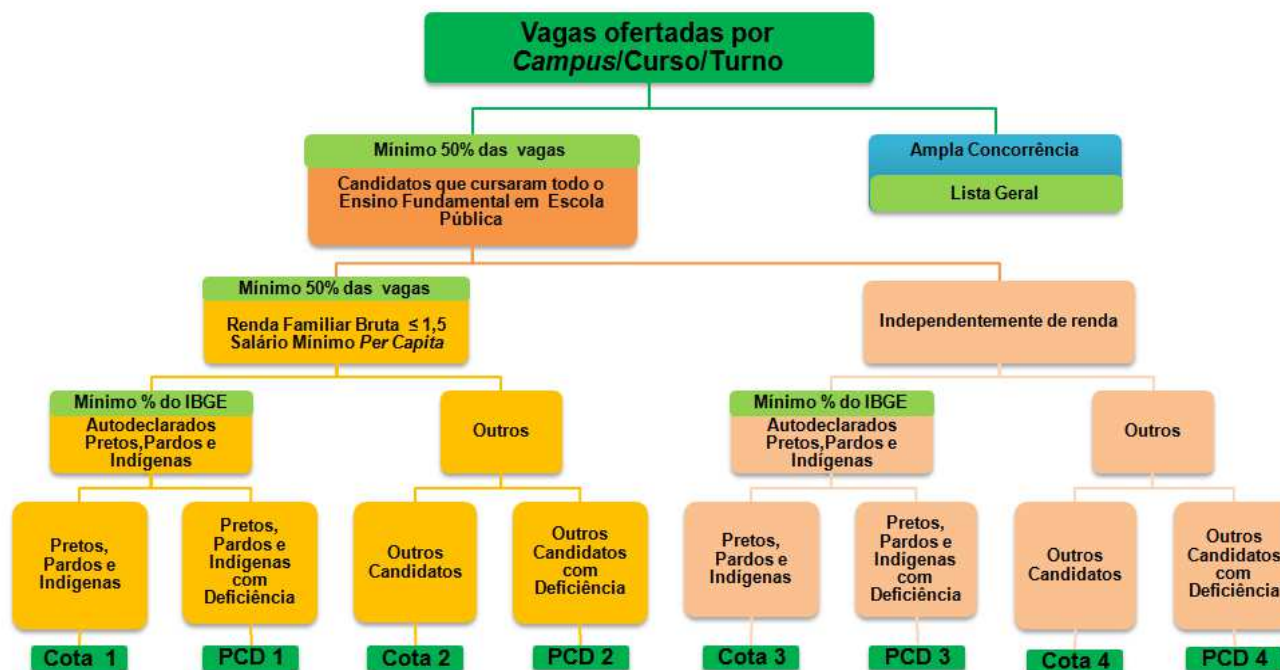 Vagas ofertadas por
Campus/Curso/Turno
Mínimo 50% das vagas
Candidatos que cursaram todo o
Ensino Fundamental em Escola
Pública
Ampla Concorrência
Lista Geral
Mínimo 50% das vagas
Renda Familiar Bruta ≤ 1,5
Salário Mínimo Per Capita
Independentemente de renda
Mínimo % do IBGE
Autodeclarados
Pretos,Pardos e
Indígenas
Outros
Mínimo % do IBGE
Autodeclarados
Pretos,Pardos e
Indígenas
Outros
Pretos,
Pardos e
Indígenas
Pretos,
Pardos e
Indígenas
com
Deficiência
Outros
Candidatos
Outros
Candidatos
com
Deficiência
Pretos,
Pardos e
Indígenas
Pretos,
Pardos e
Indígenas
com
Deficiência
Outros
Candidatos
Outros
Candidatos
com
Deficiência
Cota 1
PCD 1
Cota 2
PCD 2
Cota 3
PCD 3
Cota 4
PCD 4